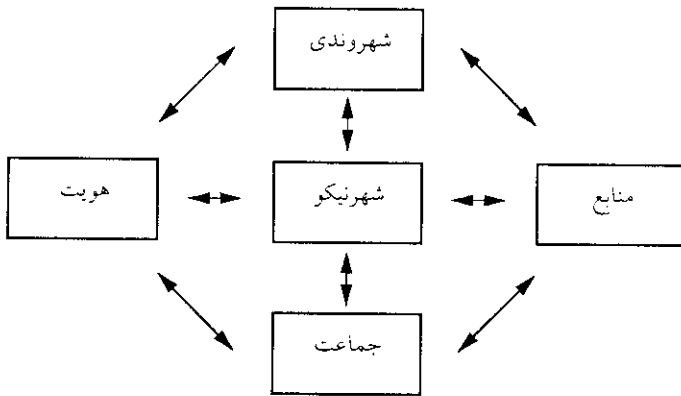 شهروندی
منابع
شهرنیکو
هویت
جماعت